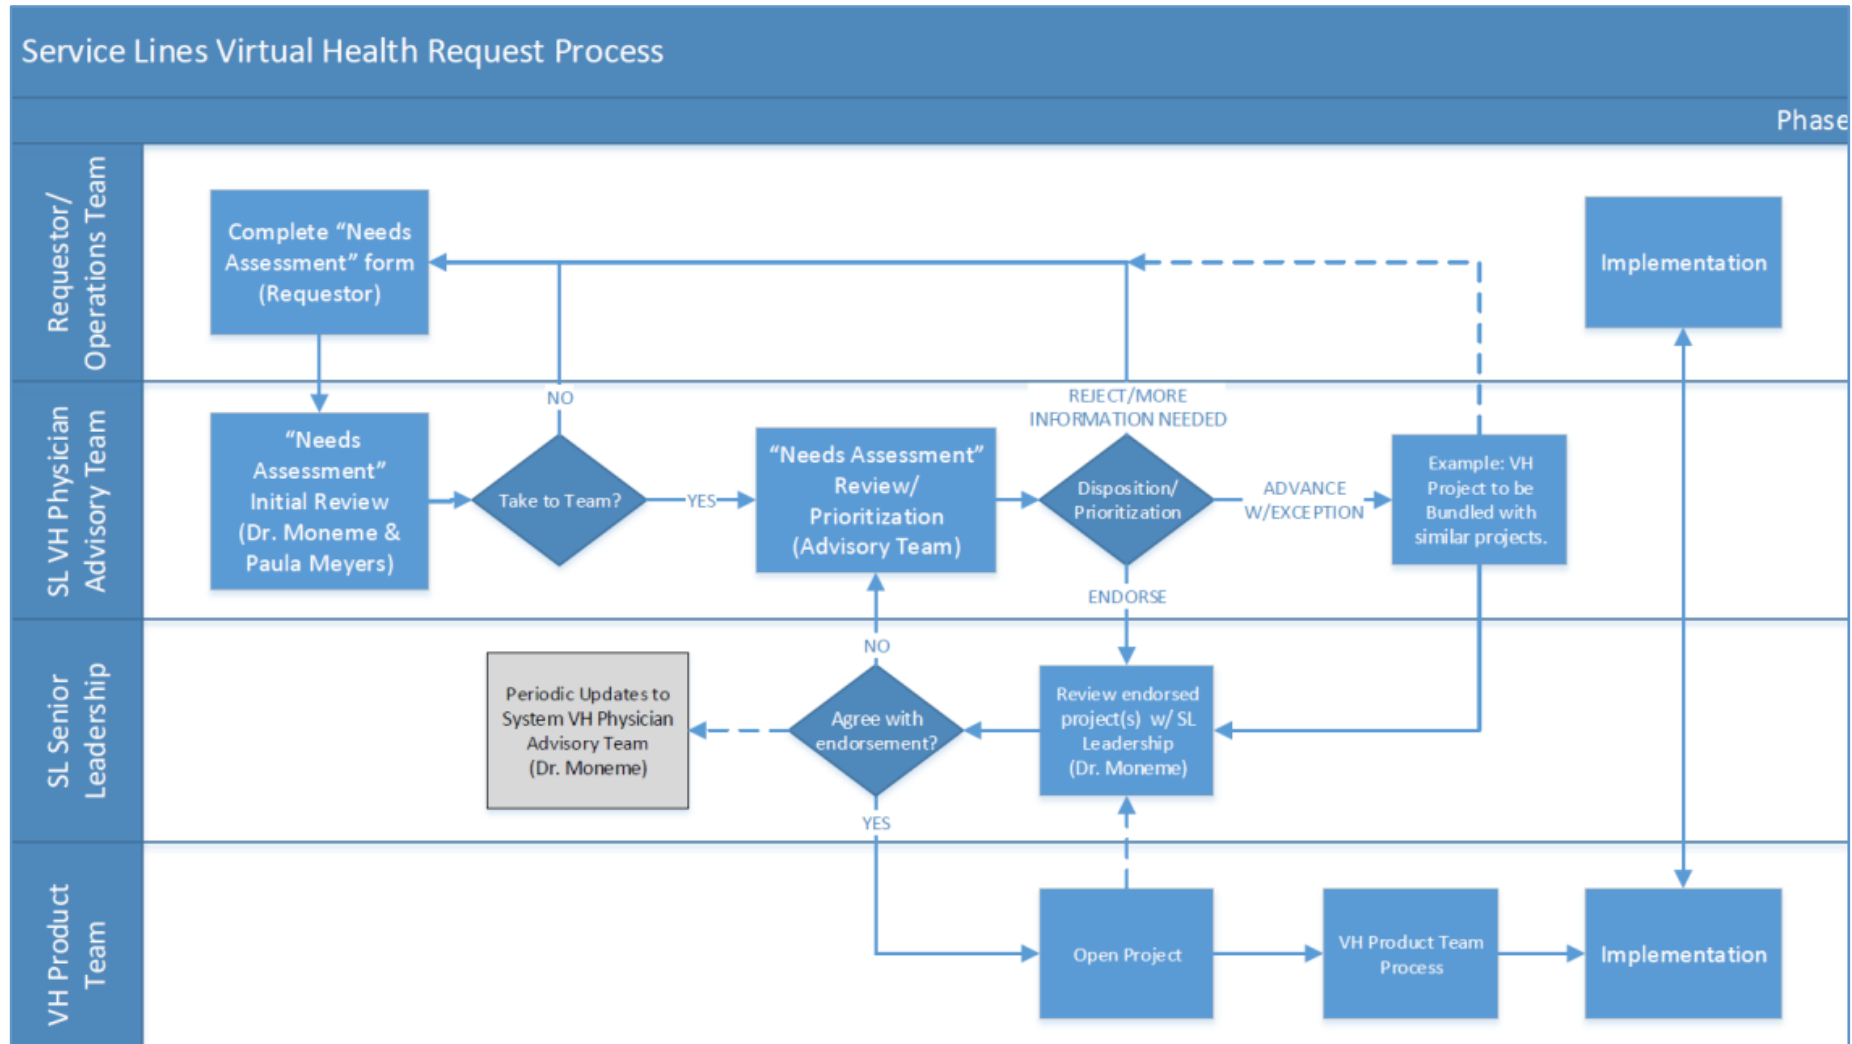 Service Lines Virtual Health Request Process
Phase
Requestor/
Operations Team
Complete “Needs
Assessment” form
(Requestor)
Implementation
SL VH Physician
Advisory Team
“Needs
Assessment”
Initial Review
(Dr. Moneme &
Paula Meyers)
NO
Take to Team?
YES
“Needs Assessment”
Review/
Prioritization
(Advisory Team)
REJECT/MORE
INFORMATION NEEDED
Disposition/
Prioritization
ADVANCE
W/EXCEPTION
Example: VH
Project to be
Bundled with
similar projects.
ENDORSE
SL Senior
Leadership
Periodic Updates to
System VH Physician
Advisory Team
(Dr. Moneme)
NO
Agree with
endorsement?
YES
Review endorsed
project(s) w/ SL
Leadership
(Dr. Moneme)
VH Product
Team
Open Project
VH Product Team
Process
Implementation